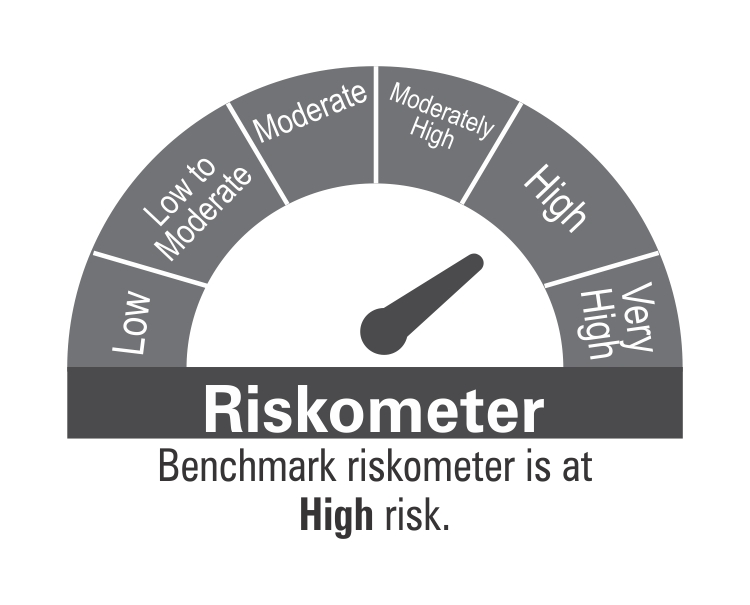 Low
Low to
Moderate
Moderate
Moderately
High
High
Very
High
Riskometer
Benchmark riskometer is at
High risk.